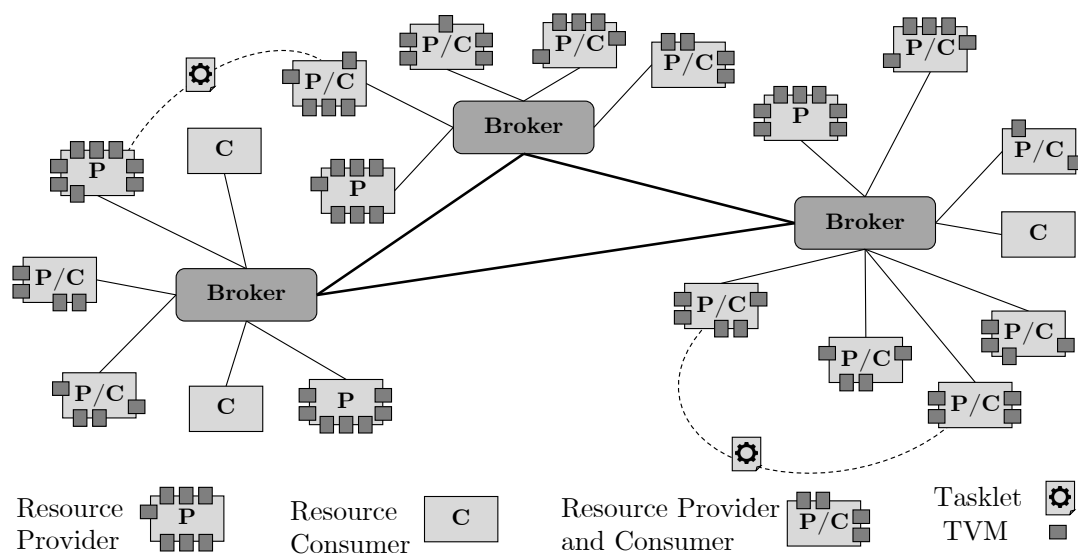 P/C
P/C
P/C
P/C
P/C
P
Broker
P/C
C
P
P
Broker
C
P/C
Broker
P/C
P/C
P/C
P/C
P/C
P/C
C
P
Resource
Provider
P
Resource
Consumer
C
Resource Provider
and Consumer
P/C
Tasklet
TVM